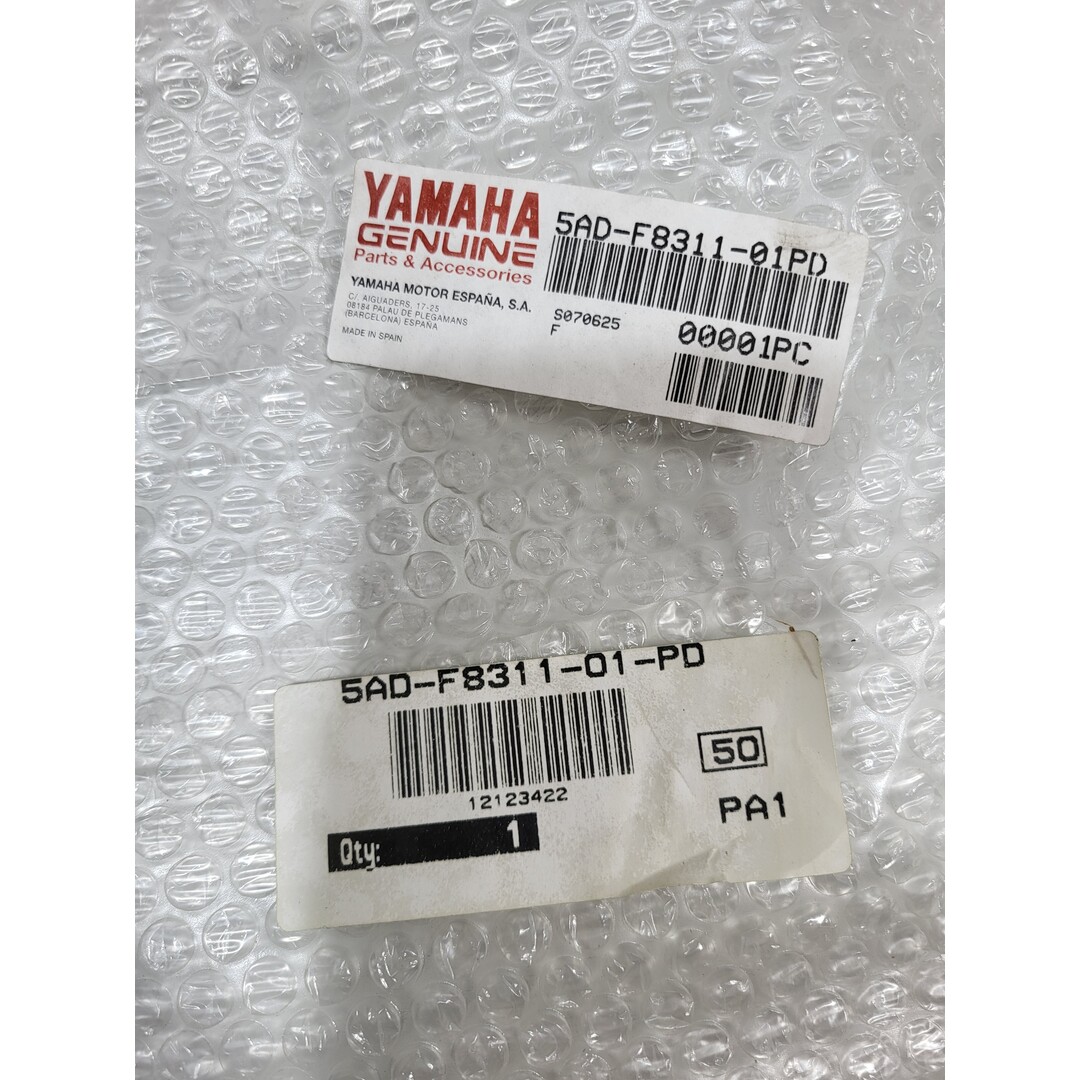 YAMAHA
GENUINE
Parts & Accessories
YAMAHA MOTOR ESPAÑA, S.A.
C/. AIGUADERS, 17-25
08184 PALAU DE PLEGAMANS
(BARCELONA) ESPAÑA
MADE IN SPAIN
5AD-F8311-01PD
S070625
F
00001PC
5AD-F8311-01-PD
12123422
Qty: 1
50
PA1